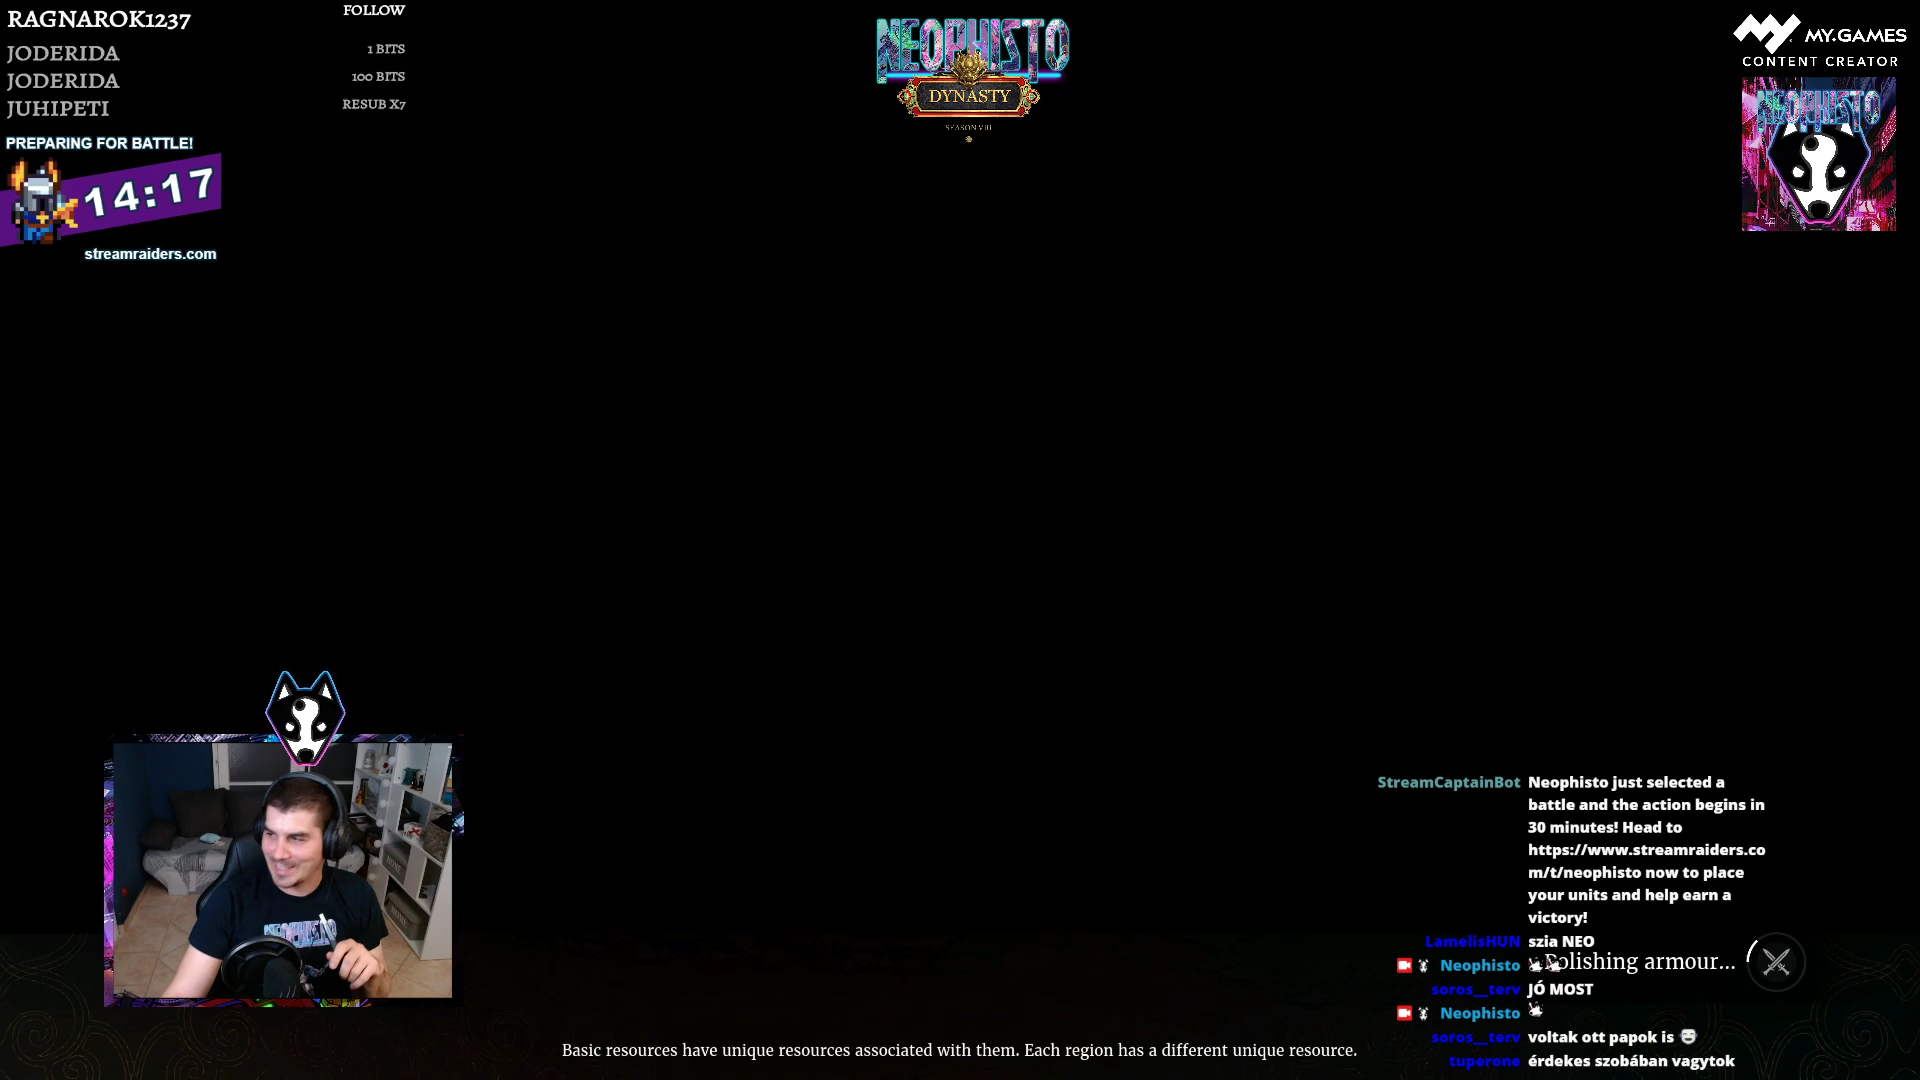 RAGNAROK1237 FOLLOW
JODERIDA 1 BITS
JODERIDA 100 BITS
JUHIPETI RESUB X7
PREPARING FOR BATTLE!
14:17
streamraiders.com
NEOPHISTO
DYNASTY
SEASON VIII
MY.GAMES
CONTENT CREATOR
NEOPHISTO
NEOPHISTO
StreamCaptainBot Neophisto just selected a
battle and the action begins in
30 minutes! Head to
https://www.streamraiders.co
m/t/neophisto now to place
your units and help earn a
victory!
LamelisHUN szia NEO
Neophisto
Polishing armour...
soros__terv JÓ MOST
Neophisto
soros__terv voltak ott papok is
tuperone érdekes szobában vagytok
Basic resources have unique resources associated with them. Each region has a different unique resource.